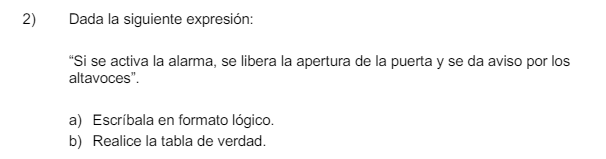 2) Dada la siguiente expresión:
“Si se activa la alarma, se libera la apertura de la puerta y se da aviso por los
altavoces”.
a) Escríbala en formato lógico.
b) Realice la tabla de verdad.